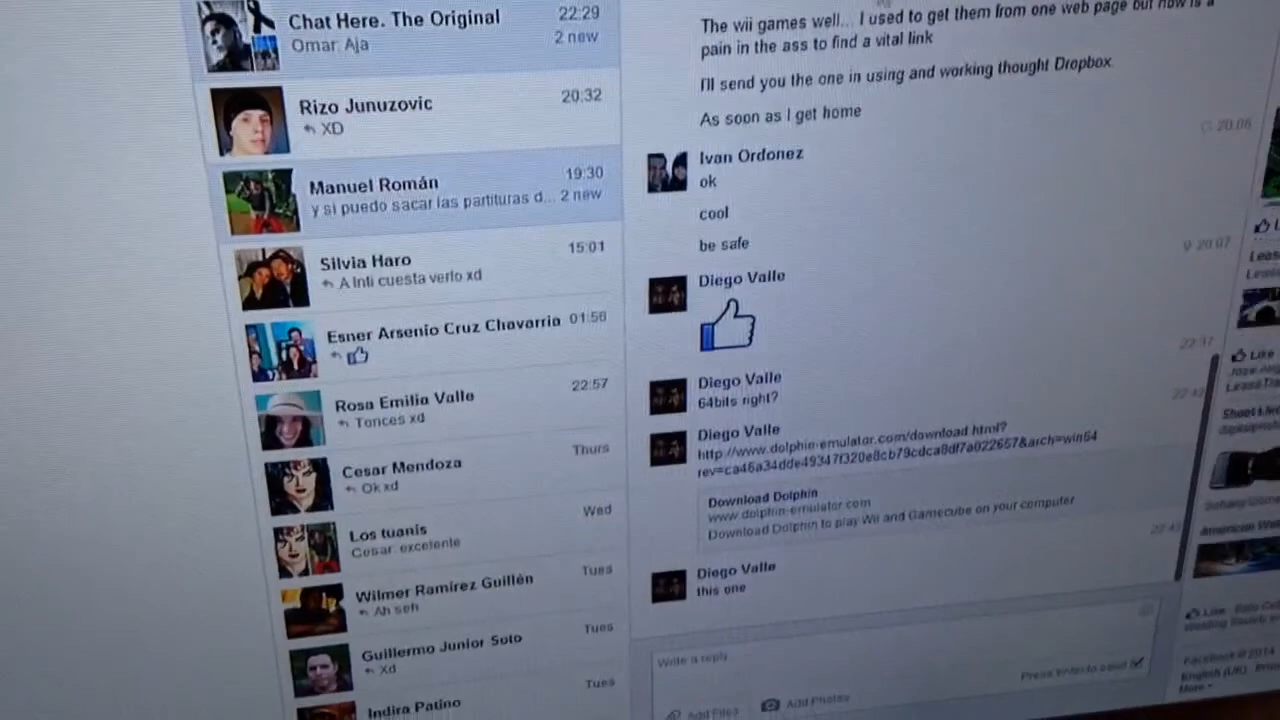 Chat Here. The Original
22:29
Omar: Aja
2 new
Rizo Junuzovic
20:32
XD
Manuel Román
19:30
y si puedo sacar las partituras d...
2 new
Silvia Haro
15:01
A Inti cuesta verlo xd
Esner Arsenio Cruz Chavarria
01:56
Rosa Emilia Valle
22:57
Tonces xd
Cesar Mendoza
Thurs
Ok xd
Los tuanis
Wed
Cesar: excelente
Wilmer Ramirez Guillén
Tues
Ah seh
Guillermo Junior Soto
Tues
Xd
Indira Patino
Tues
The wii games well... I used to get them from one web page but now is a
pain in the ass to find a vital link
I'll send you the one in using and working thought Dropbox.
As soon as I get home
20:06
Ivan Ordonez
ok
cool
be safe
20:07
Diego Valle
22:37
Diego Valle
64bits right?
22:42
Diego Valle
http://www.dolphin-emulator.com/download.html?
rev=ca46a34dde49347f320e8cb79cdca8df7a022657&arch=win64
Download Dolphin
www.dolphin-emulator.com
Download Dolphin to play Wii and Gamecube on your computer
Diego Valle
this one
Write a reply
Press Enter to send
Add Files
Add Photos
Like
Like
Facebook © 2014
English (UK)
More